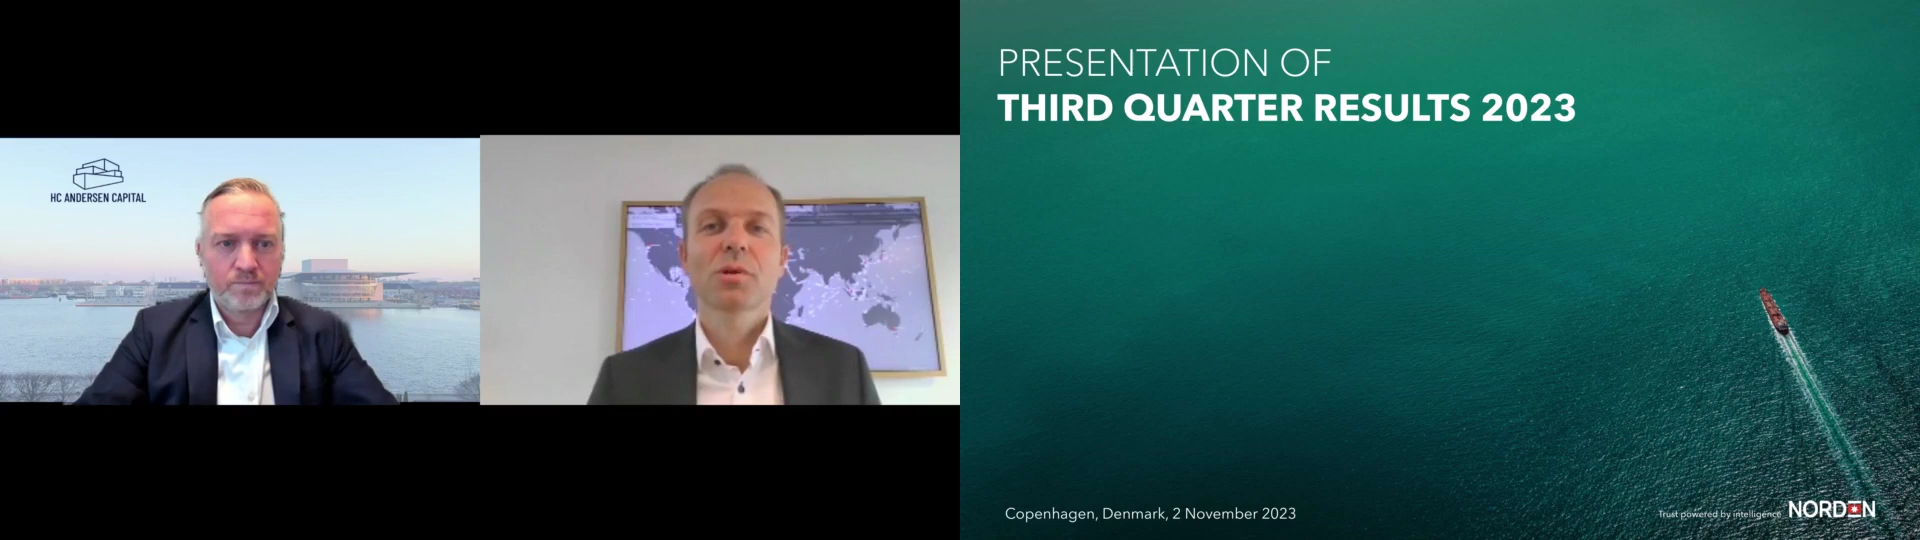 HC ANDERSEN CAPITAL
PRESENTATION OF
THIRD QUARTER RESULTS 2023
Copenhagen, Denmark, 2 November 2023
Trust powered by intelligence NORDEN